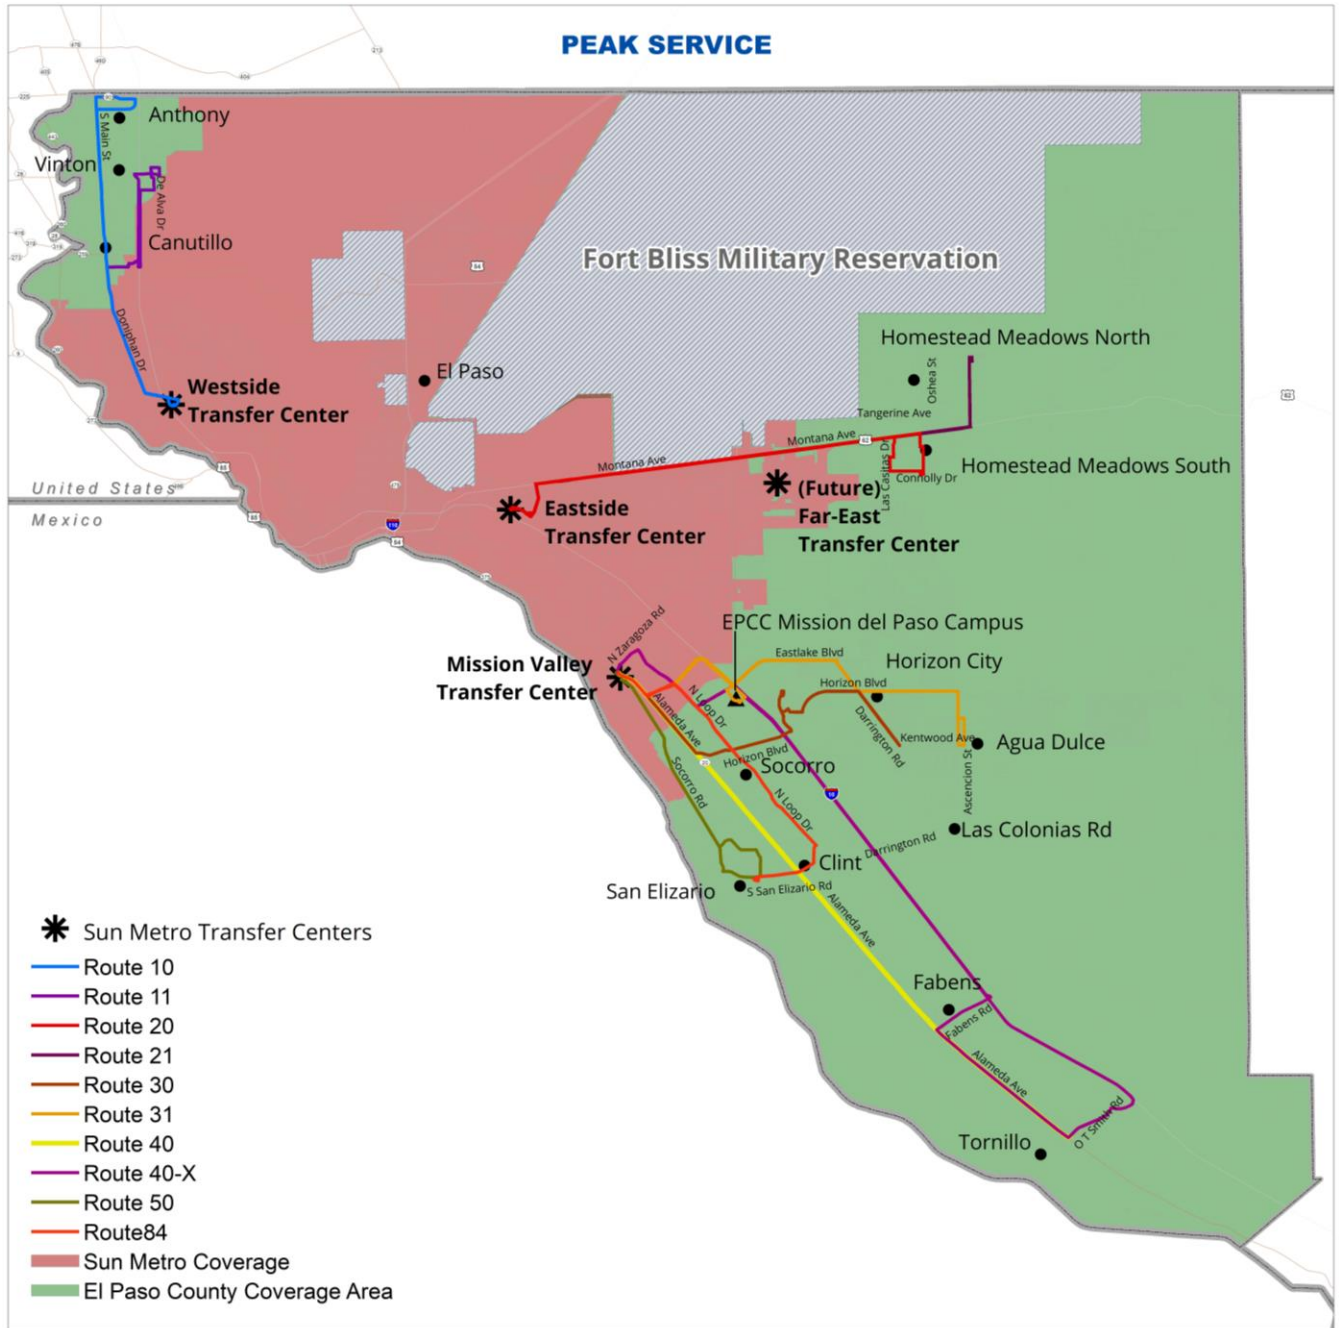 PEAK SERVICE
Anthony
S Main St
Vinton
De Alva Dr
Canutillo
Fort Bliss Military Reservation
Doniphan Dr
Westside
Transfer Center
El Paso
Homestead Meadows North
Oshea St
Tangerine Ave
Montana Ave
62
Montana Ave
Las Casitas Dr
Homestead Meadows South
Connolly Dr
United States
Mexico
Eastside
Transfer Center
(Future)
Far-East
Transfer Center
EPCC Mission del Paso Campus
N Zaragoza Rd
Mission Valley
Transfer Center
Eastlake Blvd
Horizon City
Horizon Blvd
N Loop Dr
Alameda Ave
Darrington Rd
Kentwood Ave
Agua Dulce
Horizon Blvd
Socorro
Socorro Rd
Ascencion St
N Loop Dr
10
Las Colonias Rd
Darrington Rd
Clint
San Elizario
S San Elizario Rd
Alameda Ave
Fabens
Fabens Rd
Alameda Ave
O T Smith Rd
Tornillo
Sun Metro Transfer Centers
Route 10
Route 11
Route 20
Route 21
Route 30
Route 31
Route 40
Route 40-X
Route 50
Route84
Sun Metro Coverage
El Paso County Coverage Area